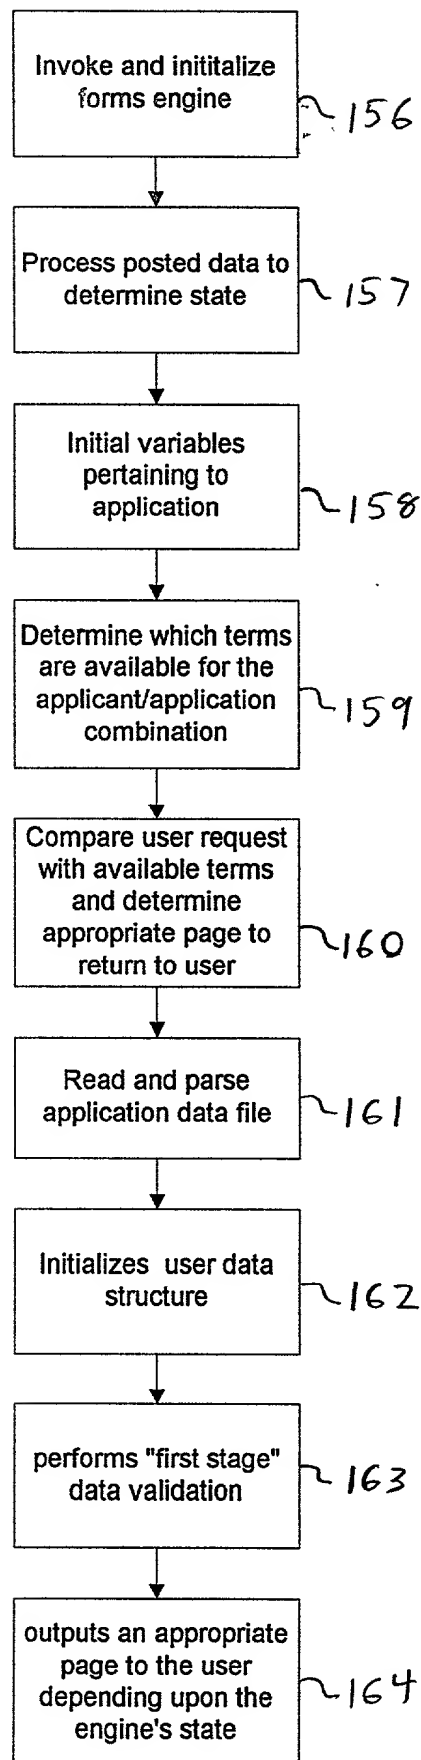 Invoke and inititalize
forms engine
156
Process posted data to
determine state
157
Initial variables
pertaining to
application
158
Determine which terms
are available for the
applicant/application
combination
159
Compare user request
with available terms
and determine
appropriate page to
return to user
160
Read and parse
application data file
161
Initializes user data
structure
162
performs "first stage"
data validation
163
outputs an appropriate
page to the user
depending upon the
engine's state
164